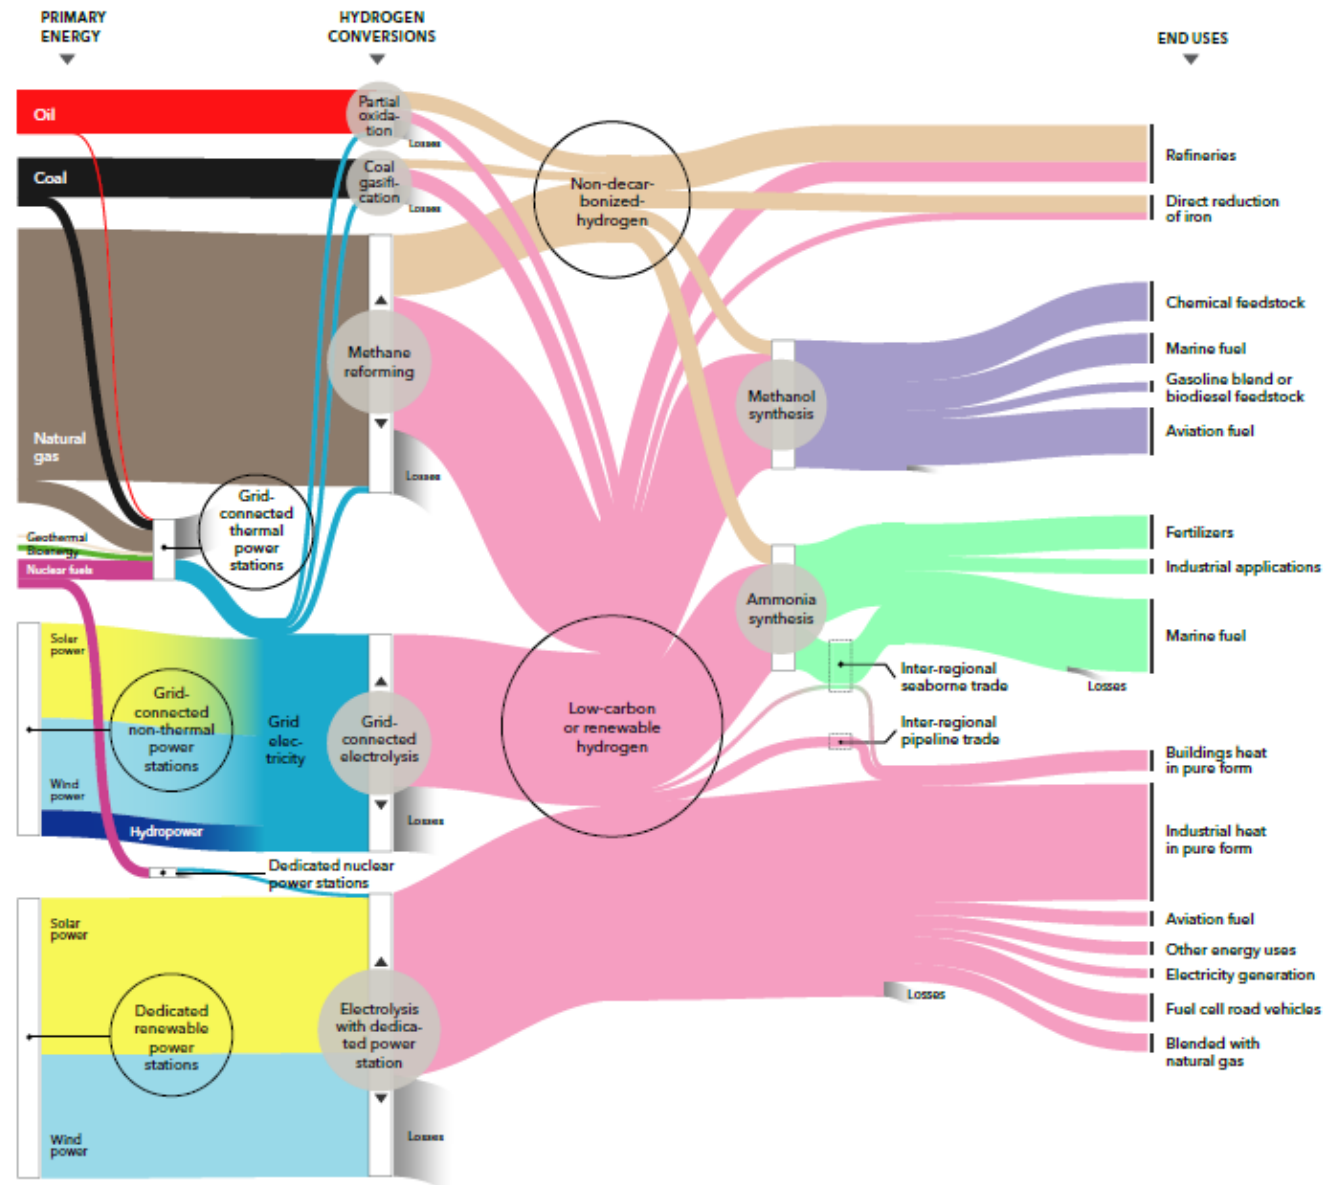 PRIMARY
ENERGY
HYDROGEN
CONVERSIONS
END USES
Oil
Partial
oxida-
tion
Losses
Coal
Coal
gasifi-
cation
Losses
Non-decar-
bonized-
hydrogen
Refineries
Direct reduction
of iron
Methane
reforming
Natural
gas
Losses
Chemical feedstock
Marine fuel
Gasoline blend or
biodiesel feedstock
Aviation fuel
Methanol
synthesis
Grid-
connected
thermal
power
stations
Geothermal
Bioenergy
Nuclear fuels
Fertilizers
Industrial applications
Marine fuel
Ammonia
synthesis
Losses
Inter-regional
seaborne trade
Inter-regional
pipeline trade
Solar
power
Grid-
connected
non-thermal
power
stations
Wind
power
Hydropower
Grid
elec-
tricity
Grid-
connected
electrolysis
Losses
Low-carbon
or renewable
hydrogen
Buildings heat
in pure form
Industrial heat
in pure form
Dedicated nuclear
power stations
Solar
power
Dedicated
renewable
power
stations
Wind
power
Electrolysis
with dedica-
ted power
station
Losses
Losses
Aviation fuel
Other energy uses
Electricity generation
Fuel cell road vehicles
Blended with
natural gas